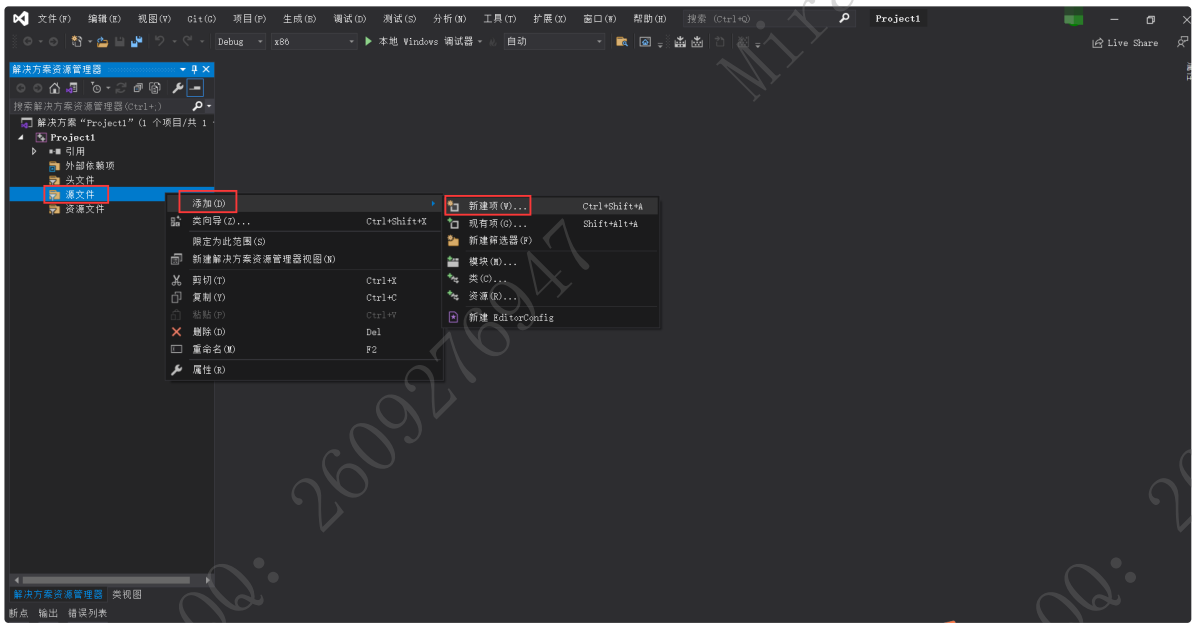 文件(F) 编辑(E) 视图(V) Git(G) 项目(P) 生成(B) 调试(D) 测试(S) 分析(N) 工具(T) 扩展(X) 窗口(W) 帮助(H) 搜索 (Ctrl+Q) Project1
Debug x86 本地 Windows 调试器 自动 Live Share
解决方案资源管理器
搜索解决方案资源管理器(Ctrl+;)
解决方案 "Project1" (1 个项目/共 1
Project1
引用
外部依赖项
头文件
源文件
资源文件
添加(D)
类向导(Z)... Ctrl+Shift+X
限定为此范围(S)
新建解决方案资源管理器视图(N)
剪切(T) Ctrl+X
复制(Y) Ctrl+C
粘贴(P) Ctrl+V
删除(D) Del
重命名(M) F2
属性(R)
新建项(W)... Ctrl+Shift+A
现有项(G)... Shift+Alt+A
新建筛选器(F)
模块(M)...
类(C)...
资源(R)...
新建 EditorConfig
解决方案资源管理器 类视图
断点 输出 错误列表
QQ: 2609276947 Mira
QQ: 2